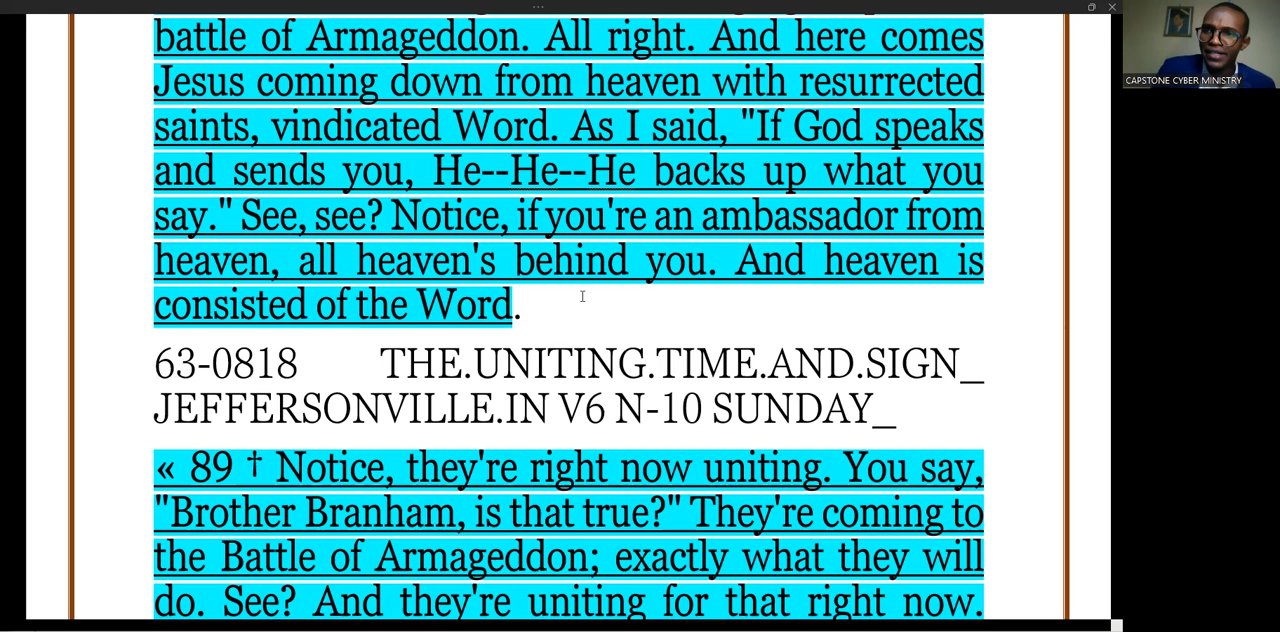 battle of Armageddon. All right. And here comes
Jesus coming down from heaven with resurrected
saints, vindicated Word. As I said, "If God speaks
and sends you, He--He--He backs up what you
say." See, see? Notice, if you're an ambassador from
heaven, all heaven's behind you. And heaven is
consisted of the Word.
63-0818 THE.UNITING.TIME.AND.SIGN_
JEFFERSONVILLE.IN V6 N-10 SUNDAY_
« 89 † Notice, they're right now uniting. You say,
"Brother Branham, is that true?" They're coming to
the Battle of Armageddon; exactly what they will
do. See? And they're uniting for that right now.
CAPSTONE CYBER MINISTRY